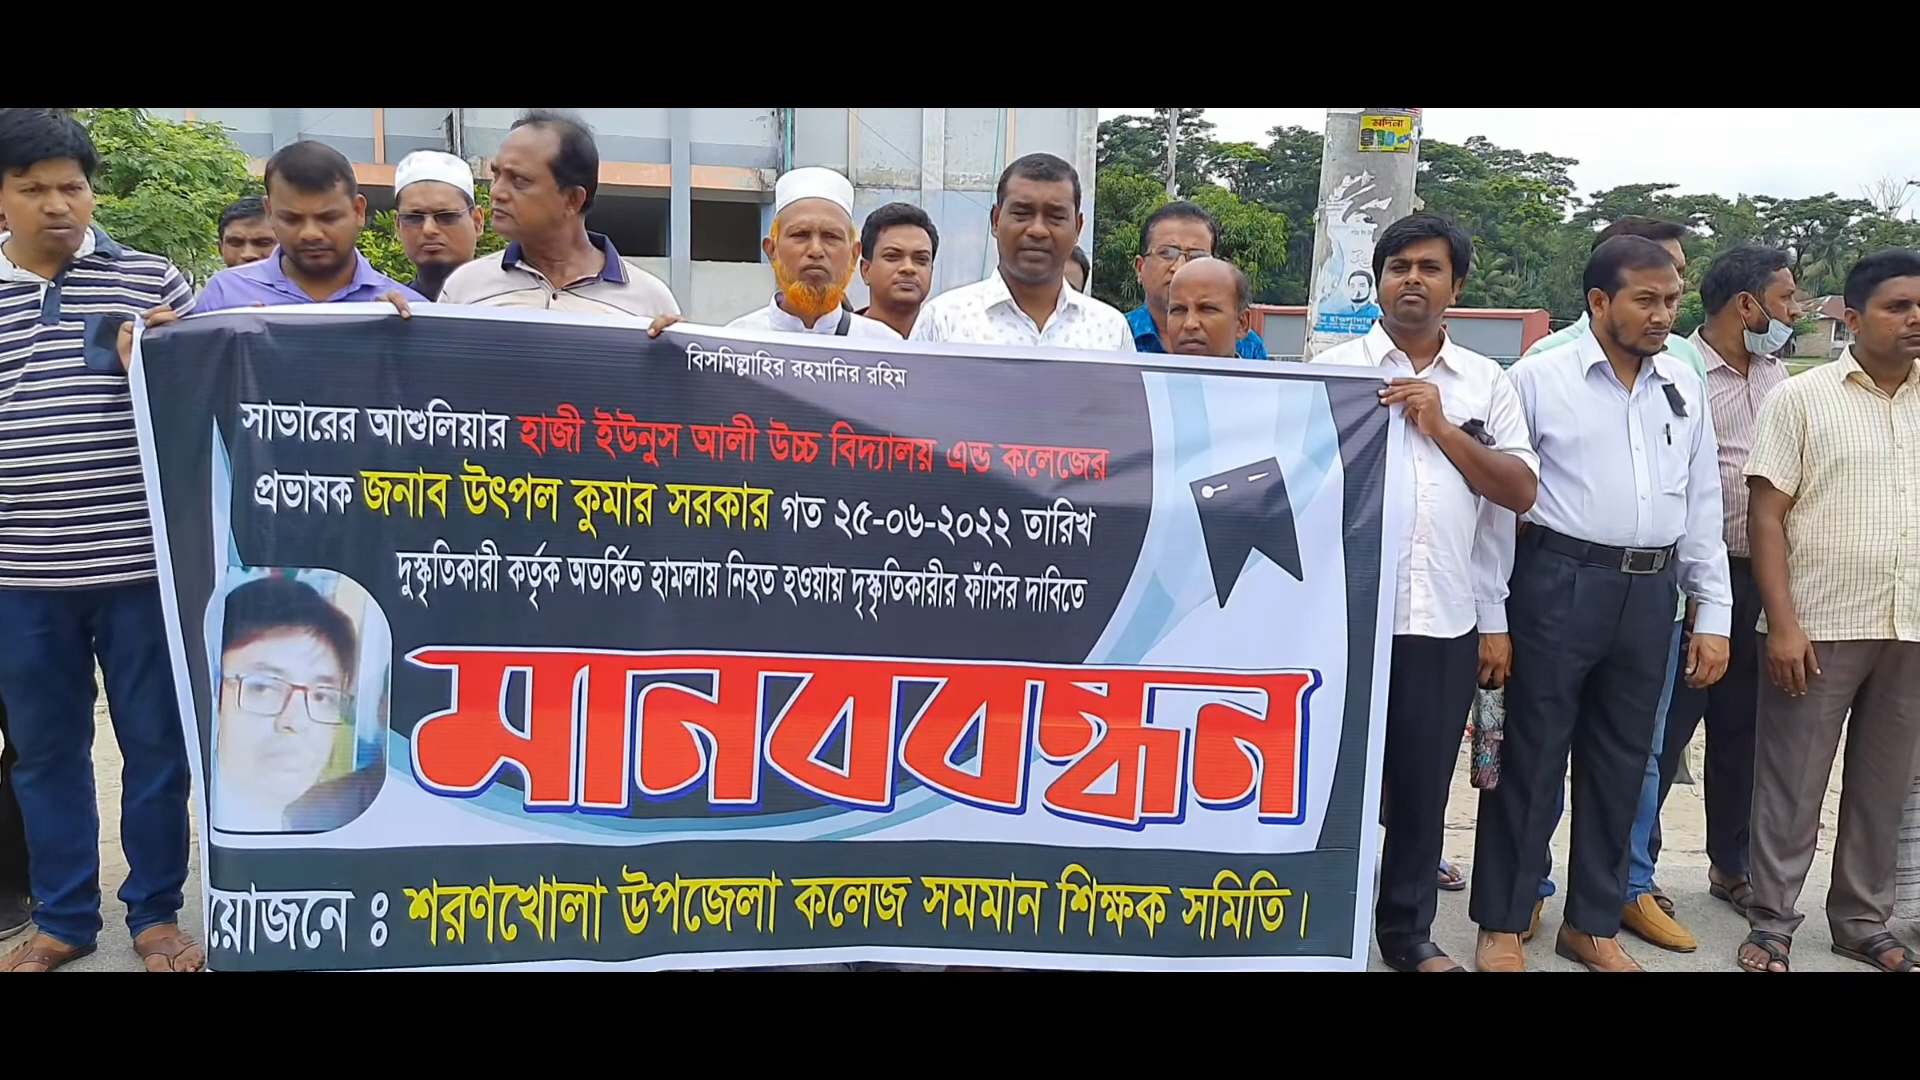 মদিনা
বিসমিল্লাহির রহমানির রহিম
সাভারের আশুলিয়ার হাজী ইউনুস আলী উচ্চ বিদ্যালয় এন্ড কলেজের
প্রভাষক জনাব উৎপল কুমার সরকার গত ২৫-০৬-২০২২ তারিখ
দুস্কৃতিকারী কর্তৃক অতর্কিত হামলায় নিহত হওয়ায় দৃস্কৃতিকারীর ফাঁসির দাবিতে
মানববন্ধন
য়োজনে ঃ শরণখোলা উপজেলা কলেজ সমমান শিক্ষক সমিতি।